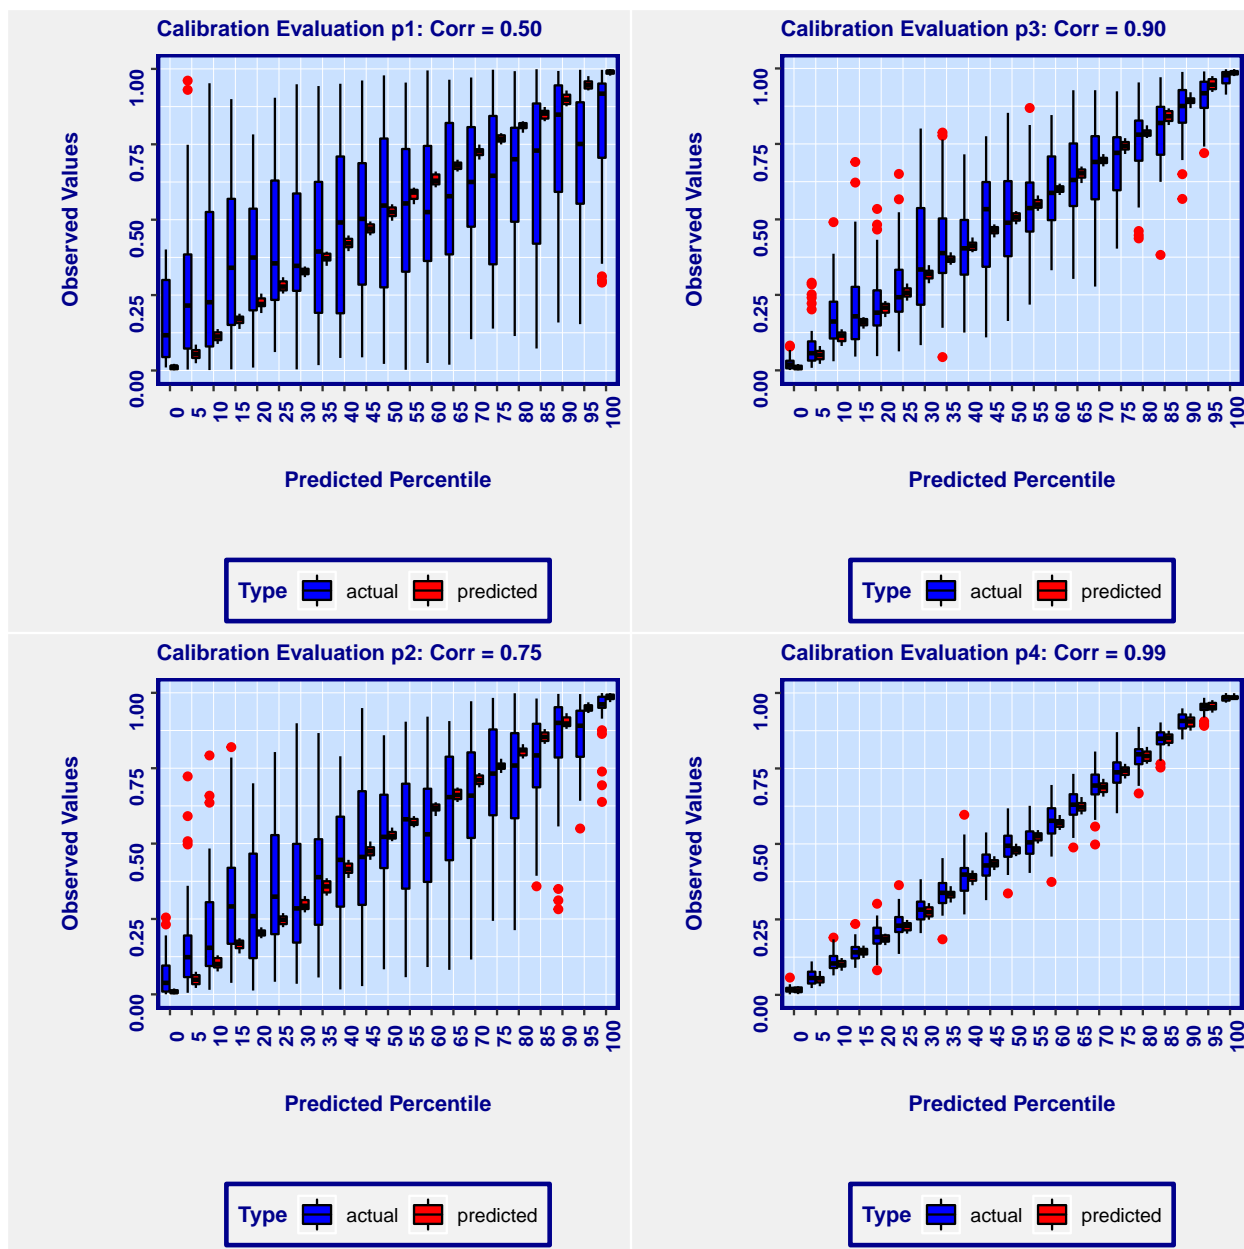 Calibration Evaluation p1: Corr = 0.50
Observed Values
1.00
0.75
0.50
0.25
0.00
0 5 10 15 20 25 30 35 40 45 50 55 60 65 70 75 80 85 90 95 100
Predicted Percentile
Type actual predicted
Calibration Evaluation p3: Corr = 0.90
Observed Values
1.00
0.75
0.50
0.25
0.00
0 5 10 15 20 25 30 35 40 45 50 55 60 65 70 75 80 85 90 95 100
Predicted Percentile
Type actual predicted
Calibration Evaluation p2: Corr = 0.75
Observed Values
1.00
0.75
0.50
0.25
0.00
0 5 10 15 20 25 30 35 40 45 50 55 60 65 70 75 80 85 90 95 100
Predicted Percentile
Type actual predicted
Calibration Evaluation p4: Corr = 0.99
Observed Values
1.00
0.75
0.50
0.25
0.00
0 5 10 15 20 25 30 35 40 45 50 55 60 65 70 75 80 85 90 95 100
Predicted Percentile
Type actual predicted